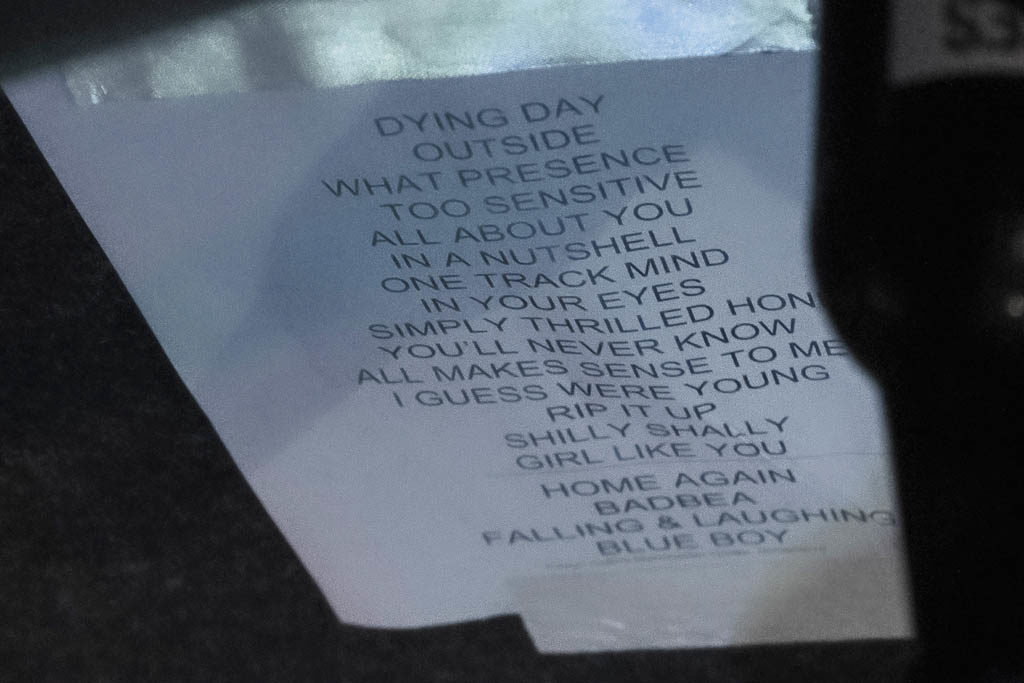 DYING DAY
OUTSIDE
WHAT PRESENCE
TOO SENSITIVE
ALL ABOUT YOU
IN A NUTSHELL
ONE TRACK MIND
IN YOUR EYES
SIMPLY THRILLED HON
YOU'LL NEVER KNOW
ALL MAKES SENSE TO ME
I GUESS WERE YOUNG
RIP IT UP
SHILLY SHALLY
GIRL LIKE YOU
HOME AGAIN
BADBEA
FALLING & LAUGHING
BLUE BOY